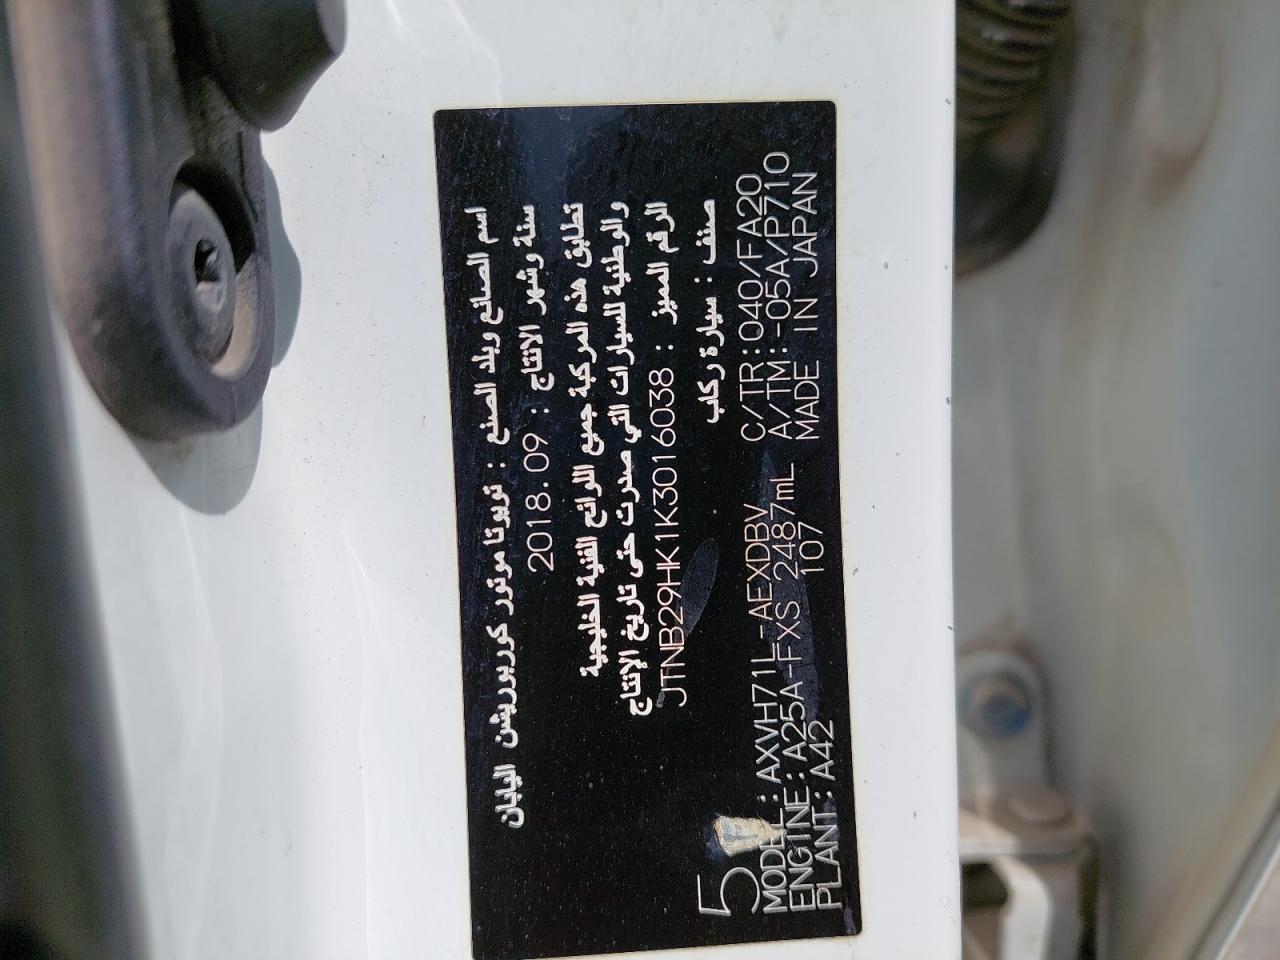 اسم الصانع وبلد الصنع : تويوتا موتور كوربوريشن اليابان
سنة وشهر الانتاج : 2018.09
تطابق هذه المركبة جميع اللوائح الفنية الخليجية
والوطنية للسيارات التي صدرت حتى تاريخ الإنتاج
الرقم المميز : JTNB29HK1K3016038
صنف : سيارة ركاب
5
MODEL : AXVH71L-AEXDBV C/TR:040/FA20
ENGINE : A25A-FXS 2487mL A/TM:-05A/P710
PLANT : A42 107 MADE IN JAPAN